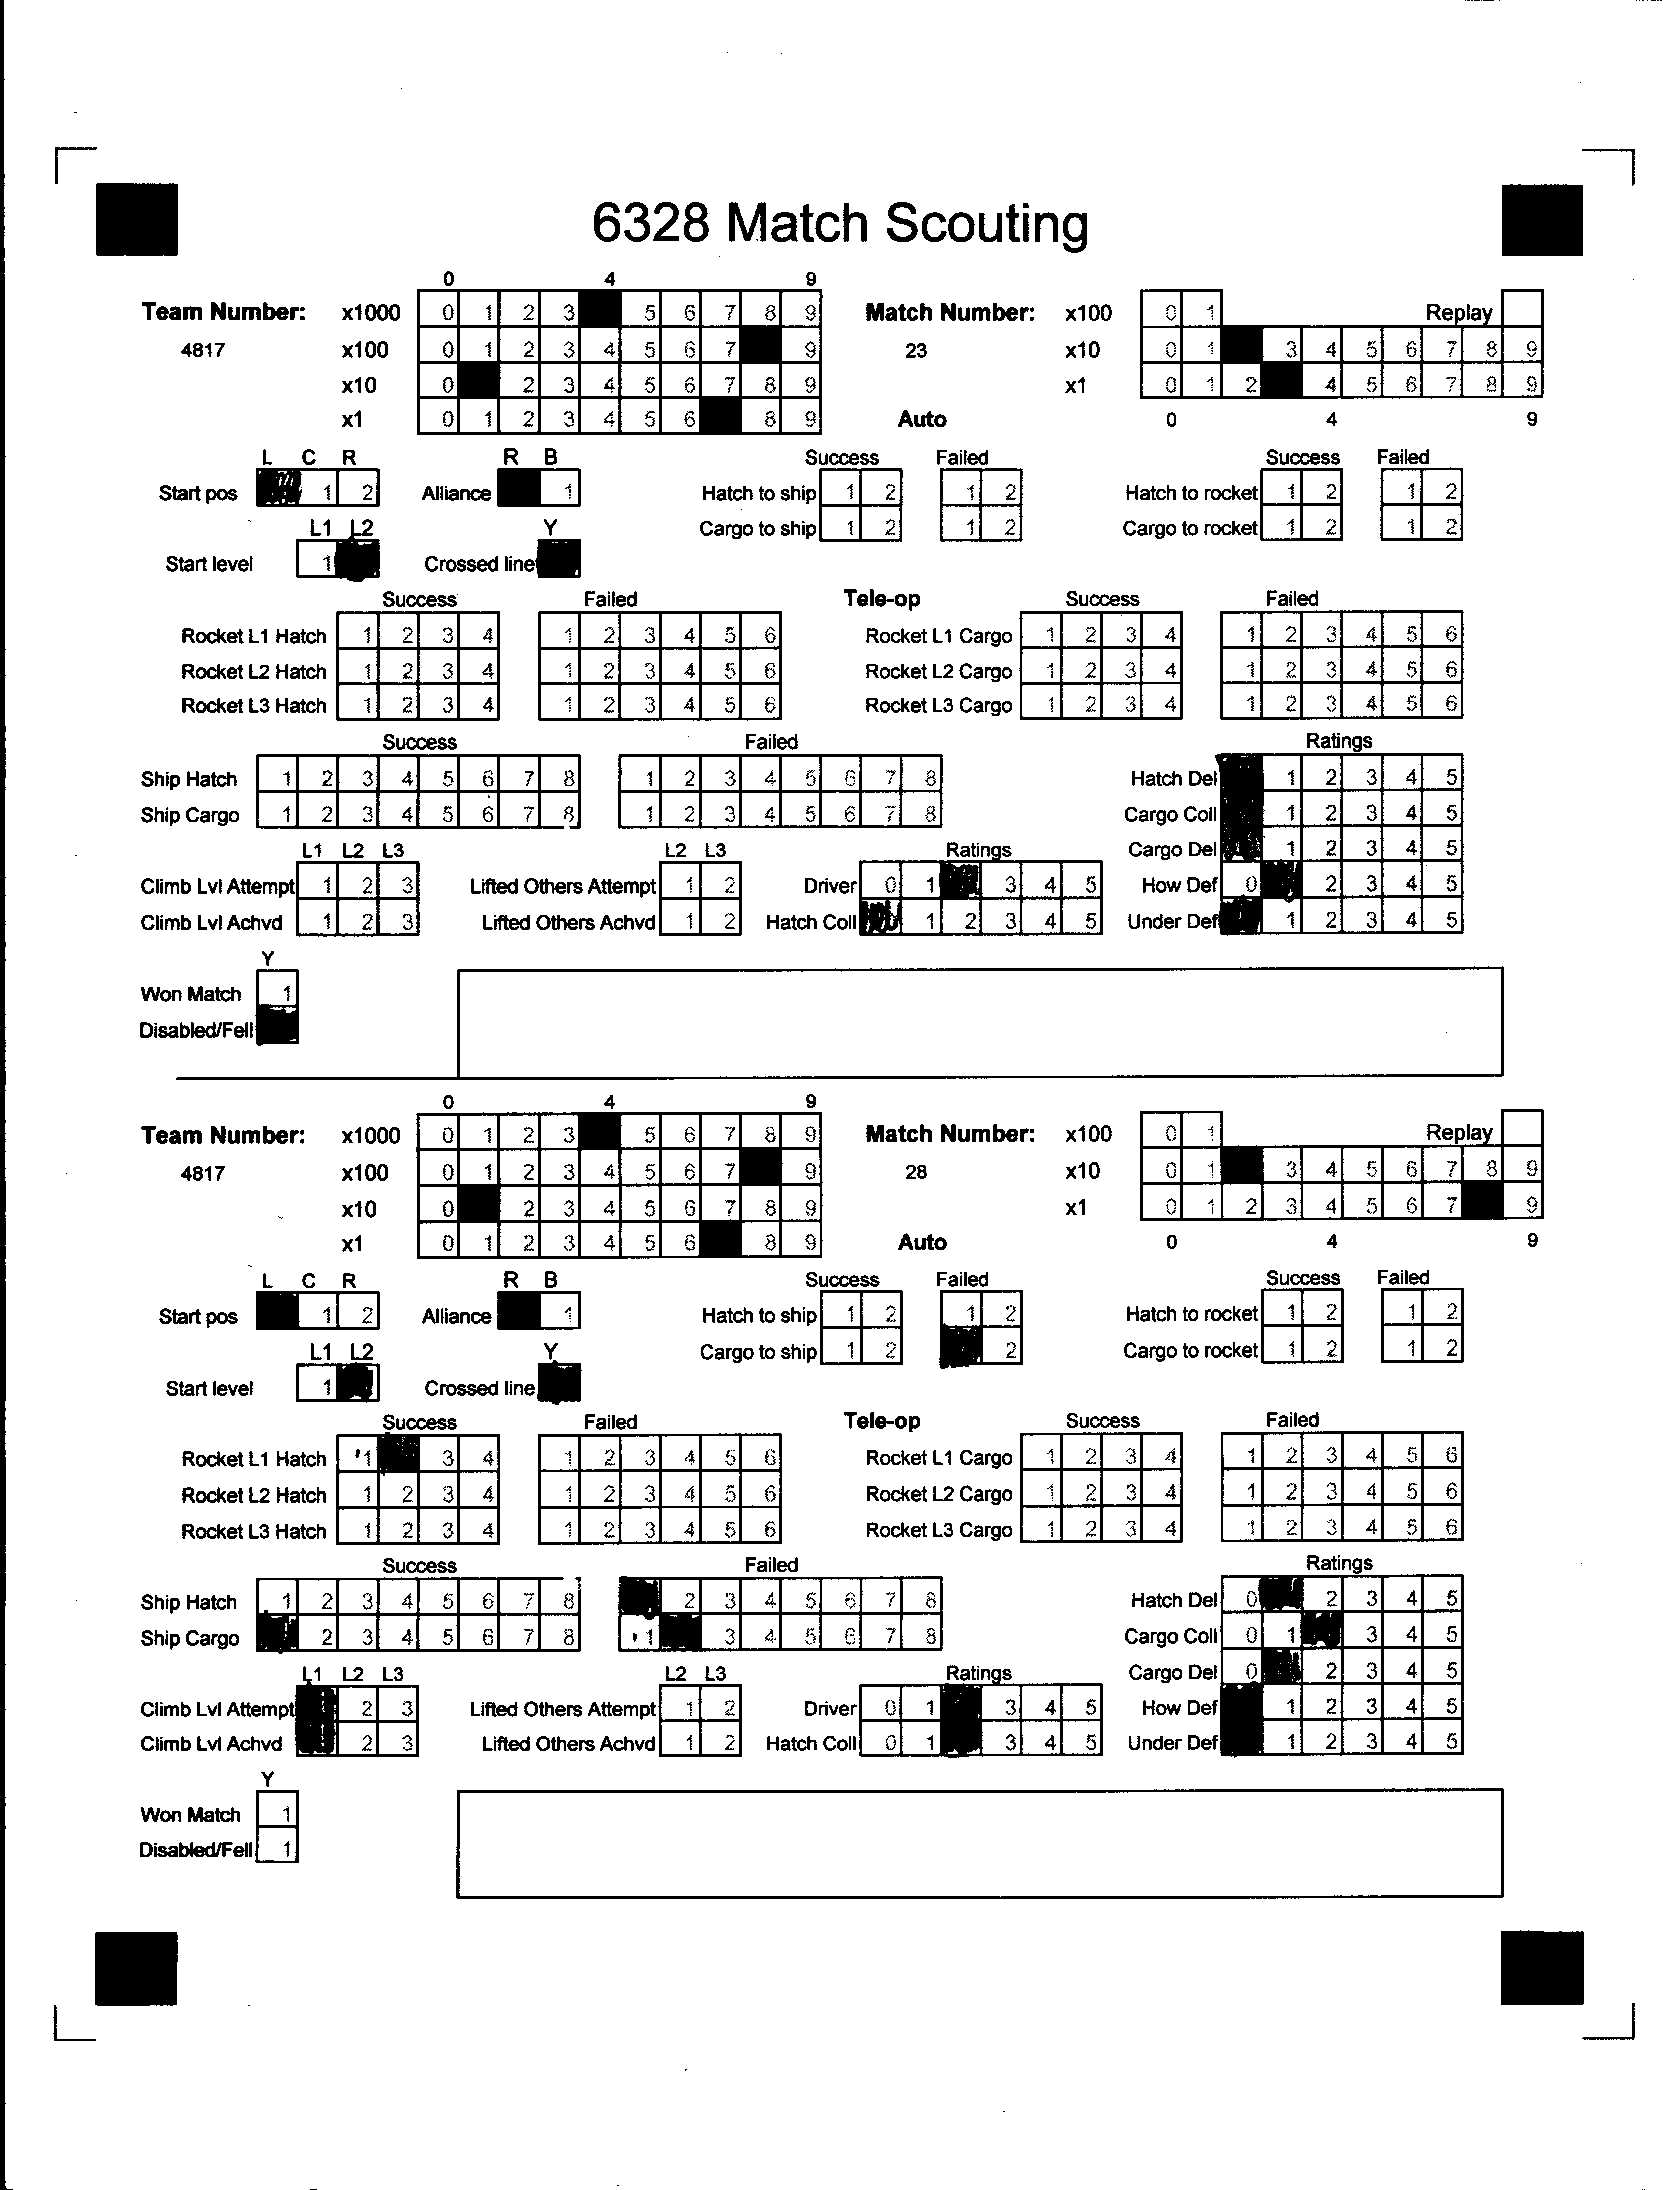 6328 Match Scouting
0 4 9
Team Number: x1000 0 1 2 3 5 6 7 8 9 Match Number: x100 0 1 Replay
4817 x100 0 1 2 3 4 5 6 7 9 23 x10 0 1 3 4 5 6 7 8 9
x10 0 2 3 4 5 6 7 8 9 x1 0 1 2 4 5 6 7 8 9
x1 0 1 2 3 4 5 6 8 9 Auto 0 4 9
L C R R B Success Failed Success Failed
Start pos 1 2 Alliance 1 Hatch to ship 1 2 1 2 Hatch to rocket 1 2 1 2
L1 L2 Y Cargo to ship 1 2 1 2 Cargo to rocket 1 2 1 2
Start level 1 Crossed line
Success Failed Tele-op Success Failed
Rocket L1 Hatch 1 2 3 4 1 2 3 4 5 6 Rocket L1 Cargo 1 2 3 4 1 2 3 4 5 6
Rocket L2 Hatch 1 2 3 4 1 2 3 4 5 6 Rocket L2 Cargo 1 2 3 4 1 2 3 4 5 6
Rocket L3 Hatch 1 2 3 4 1 2 3 4 5 6 Rocket L3 Cargo 1 2 3 4 1 2 3 4 5 6
Success Failed Ratings
Ship Hatch 1 2 3 4 5 6 7 8 1 2 3 4 5 6 7 8 Hatch Del 1 2 3 4 5
Ship Cargo 1 2 3 4 5 6 7 8 1 2 3 4 5 6 7 8 Cargo Coll 1 2 3 4 5
L1 L2 L3 L2 L3 Ratings Cargo Del 1 2 3 4 5
Climb Lvl Attempt 1 2 3 Lifted Others Attempt 1 2 Driver 0 1 3 4 5 How Def 0 2 3 4 5
Climb Lvl Achvd 1 2 3 Lifted Others Achvd 1 2 Hatch Coll 1 2 3 4 5 Under Def 1 2 3 4 5
Y
Won Match 1
Disabled/Fell
0 4 9
Team Number: x1000 0 1 2 3 5 6 7 8 9 Match Number: x100 0 1 Replay
4817 x100 0 1 2 3 4 5 6 7 9 28 x10 0 1 3 4 5 6 7 8 9
x10 0 2 3 4 5 6 7 8 9 x1 0 1 2 3 4 5 6 7 9
x1 0 1 2 3 4 5 6 8 9 Auto 0 4 9
L C R R B Success Failed Success Failed
Start pos 1 2 Alliance 1 Hatch to ship 1 2 1 2 Hatch to rocket 1 2 1 2
L1 L2 Y Cargo to ship 1 2 2 Cargo to rocket 1 2 1 2
Start level 1 Crossed line
Success Failed Tele-op Success Failed
Rocket L1 Hatch 1 3 4 1 2 3 4 5 6 Rocket L1 Cargo 1 2 3 4 1 2 3 4 5 6
Rocket L2 Hatch 1 2 3 4 1 2 3 4 5 6 Rocket L2 Cargo 1 2 3 4 1 2 3 4 5 6
Rocket L3 Hatch 1 2 3 4 1 2 3 4 5 6 Rocket L3 Cargo 1 2 3 4 1 2 3 4 5 6
Success Failed Ratings
Ship Hatch 1 2 3 4 5 6 7 8 2 3 4 5 6 7 8 Hatch Del 0 2 3 4 5
Ship Cargo 2 3 4 5 6 7 8 1 3 4 5 6 7 8 Cargo Coll 0 1 3 4 5
L1 L2 L3 L2 L3 Ratings Cargo Del 0 2 3 4 5
Climb Lvl Attempt 2 3 Lifted Others Attempt 1 2 Driver 0 1 3 4 5 How Def 1 2 3 4 5
Climb Lvl Achvd 2 3 Lifted Others Achvd 1 2 Hatch Coll 0 1 3 4 5 Under Def 1 2 3 4 5
Y
Won Match 1
Disabled/Fell 1